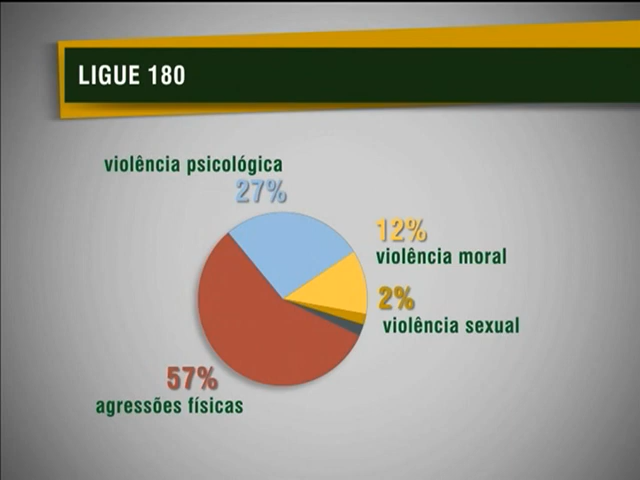 LIGUE 180
violência psicológica
27%
12%
violência moral
2%
violência sexual
57%
agressões físicas